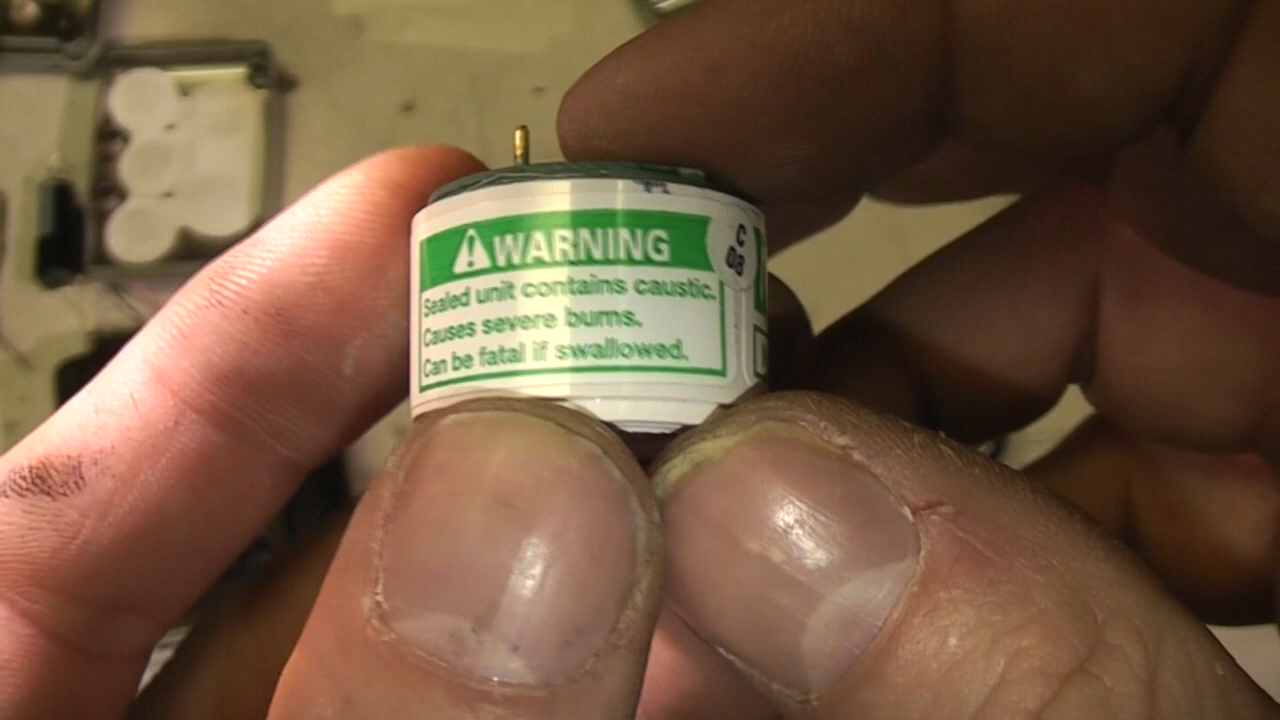 WARNING
Sealed unit contains caustic.
Causes severe burns.
Can be fatal if swallowed.
C
08